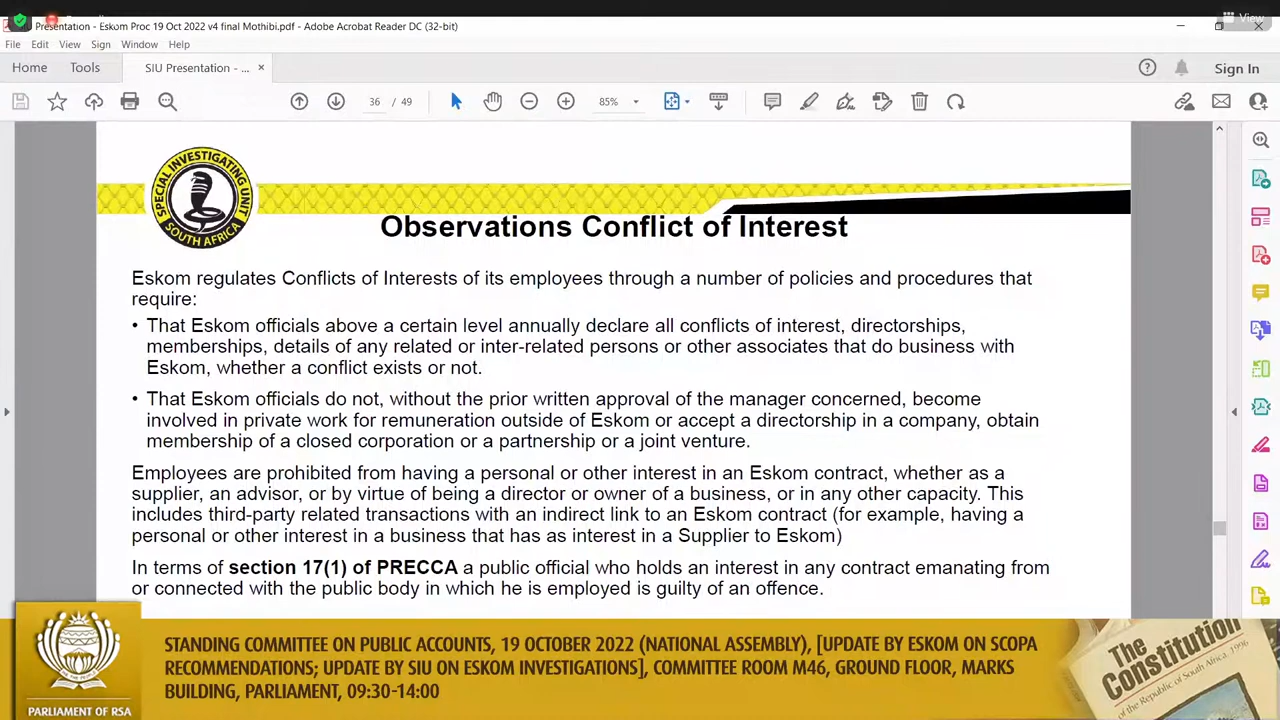 Presentation - Eskom Proc 19 Oct 2022 v4 final Mothibi.pdf - Adobe Acrobat Reader DC (32-bit)
View
File Edit View Sign Window Help
Home Tools SIU Presentation - ... × Sign In
36 / 49 85%
SPECIAL INVESTIGATING UNIT
SOUTH AFRICA
Observations Conflict of Interest
Eskom regulates Conflicts of Interests of its employees through a number of policies and procedures that
require:
• That Eskom officials above a certain level annually declare all conflicts of interest, directorships,
memberships, details of any related or inter-related persons or other associates that do business with
Eskom, whether a conflict exists or not.
• That Eskom officials do not, without the prior written approval of the manager concerned, become
involved in private work for remuneration outside of Eskom or accept a directorship in a company, obtain
membership of a closed corporation or a partnership or a joint venture.
Employees are prohibited from having a personal or other interest in an Eskom contract, whether as a
supplier, an advisor, or by virtue of being a director or owner of a business, or in any other capacity. This
includes third-party related transactions with an indirect link to an Eskom contract (for example, having a
personal or other interest in a business that has as interest in a Supplier to Eskom)
In terms of section 17(1) of PRECCA a public official who holds an interest in any contract emanating from
or connected with the public body in which he is employed is guilty of an offence.
STANDING COMMITTEE ON PUBLIC ACCOUNTS, 19 OCTOBER 2022 (NATIONAL ASSEMBLY), [UPDATE BY ESKOM ON SCOPA
RECOMMENDATIONS; UPDATE BY SIU ON ESKOM INVESTIGATIONS], COMMITTEE ROOM M46, GROUND FLOOR, MARKS
BUILDING, PARLIAMENT, 09:30-14:00
PARLIAMENT OF RSA
The
Constitution
of the Republic of South Africa, 1996